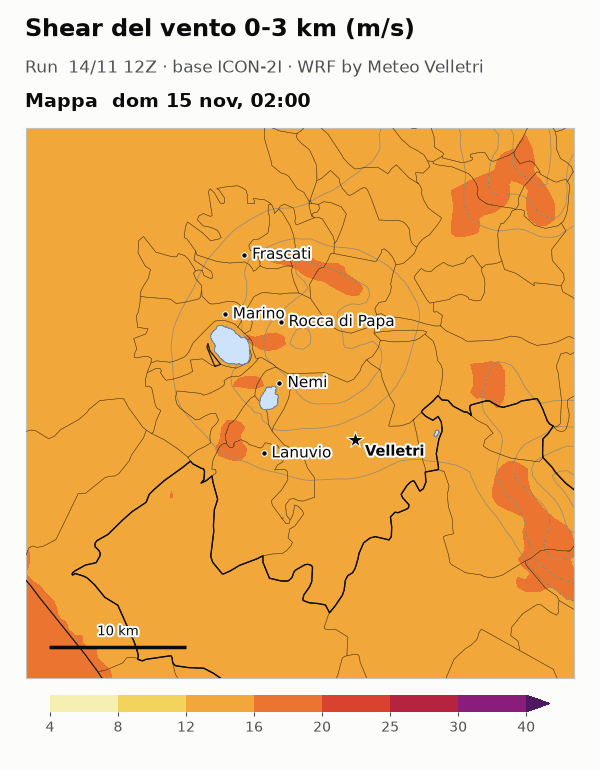 Shear del vento 0-3 km (m/s)
Run  14/11 12Z · base ICON-2I · WRF by Meteo Velletri
Mappa  dom 15 nov, 02:00
Frascati
Marino
Rocca di Papa
Nemi
Velletri
Lanuvio
10 km
4 8 12 16 20 25 30 40